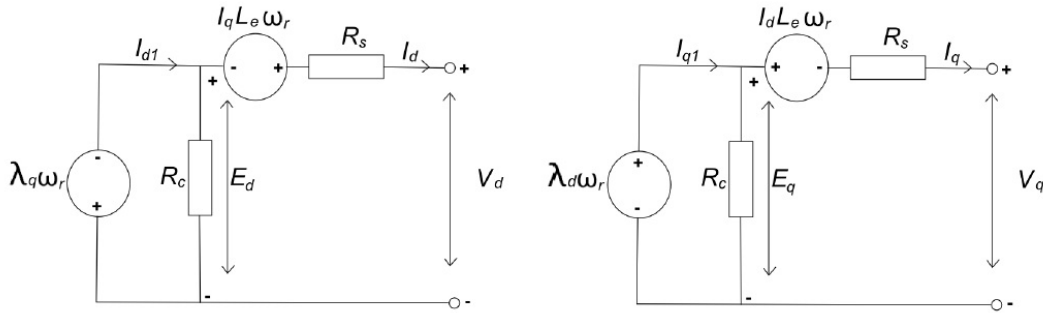 I_qL_eω_r
R_s
I_d1
I_d
-
+
+
+
-
λ_qω_r
+
R_c
E_d
V_d
-
-
I_dL_eω_r
R_s
I_q1
I_q
+
-
+
+
+
λ_dω_r
-
R_c
E_q
V_q
-
-